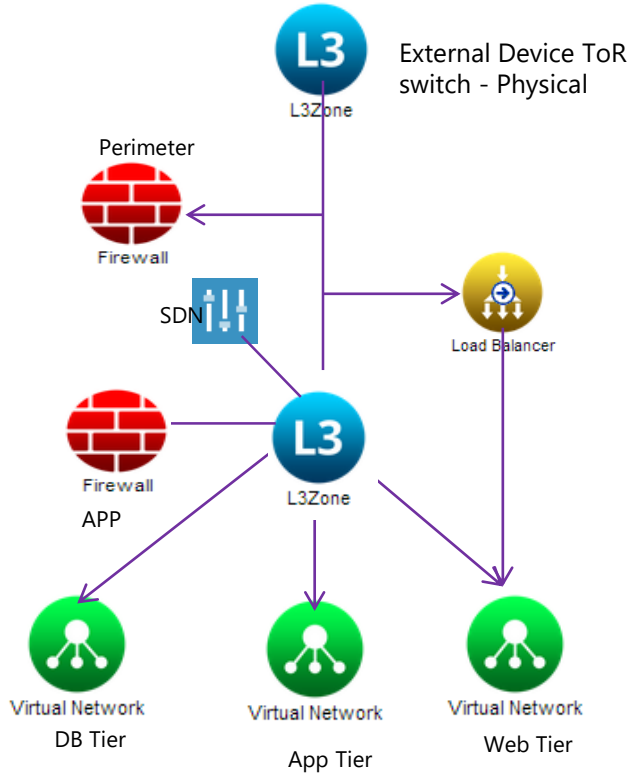 L3
External Device ToR
switch - Physical
L3Zone
Perimeter
Firewall
SDN
Load Balancer
L3
Firewall
L3Zone
APP
Virtual Network
Virtual Network
Virtual Network
DB Tier
App Tier
Web Tier